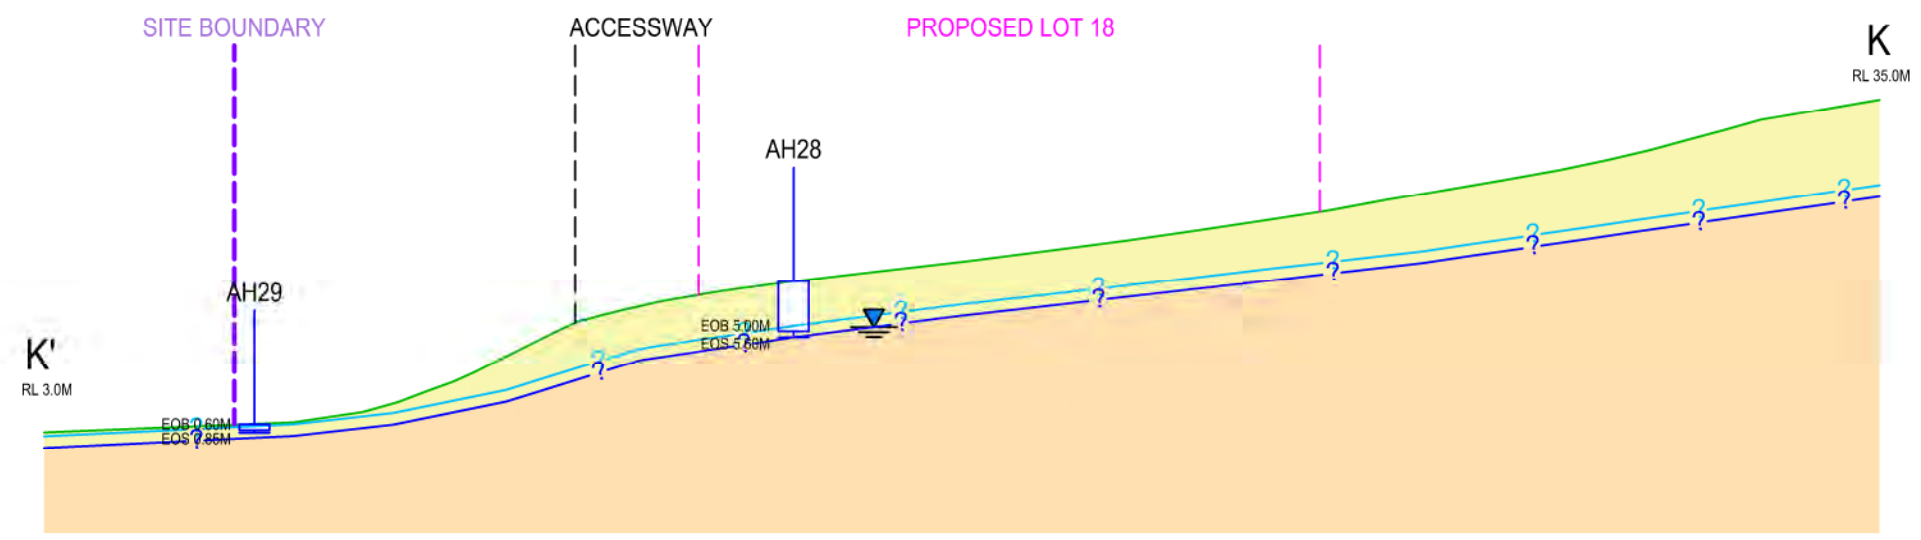 SITE BOUNDARY
ACCESSWAY
PROPOSED LOT 18
K
RL 35.0M
AH28
AH29
EOB 5.00M
EOS 5.60M
K'
RL 3.0M
EOB 0.60M
EOS 0.85M
? ? ? ? ? ? ? ?
? ? ? ? ? ? ? ?